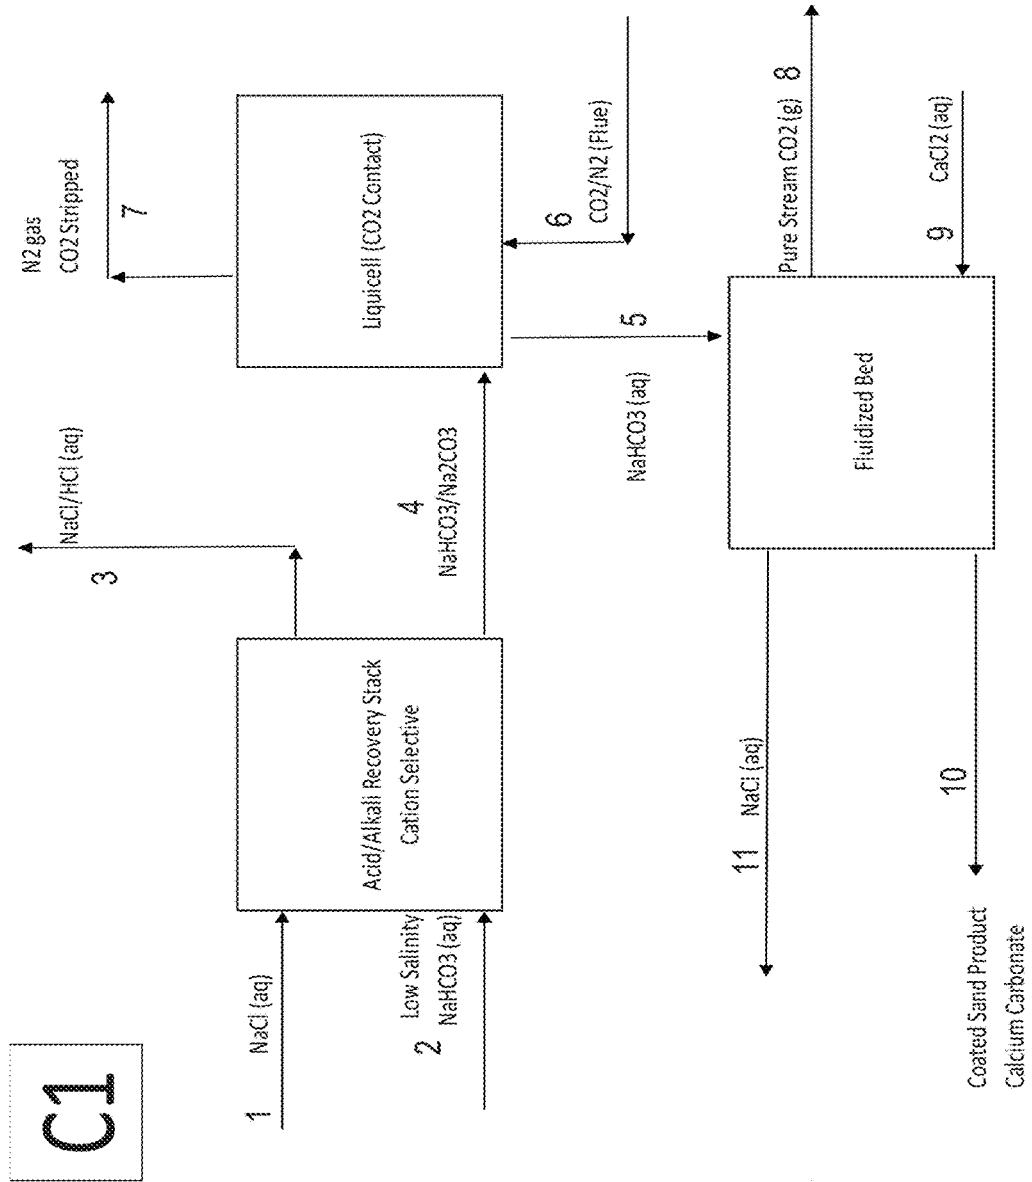 C1
1
NaCl (aq)
2
Low Salinity
NaHCO3 (aq)
Acid/Alkali Recovery Stack
Cation Selective
3
NaCl/HCl (aq)
4
NaHCO3/Na2CO3
Liquicell (CO2 Contact)
N2 gas
CO2 Stripped
7
6
CO2/N2 (Flue)
5
NaHCO3 (aq)
Fluidized Bed
Pure Stream CO2 (g)
8
9
CaCl2 (aq)
11
NaCl (aq)
10
Coated Sand Product
Calcium Carbonate